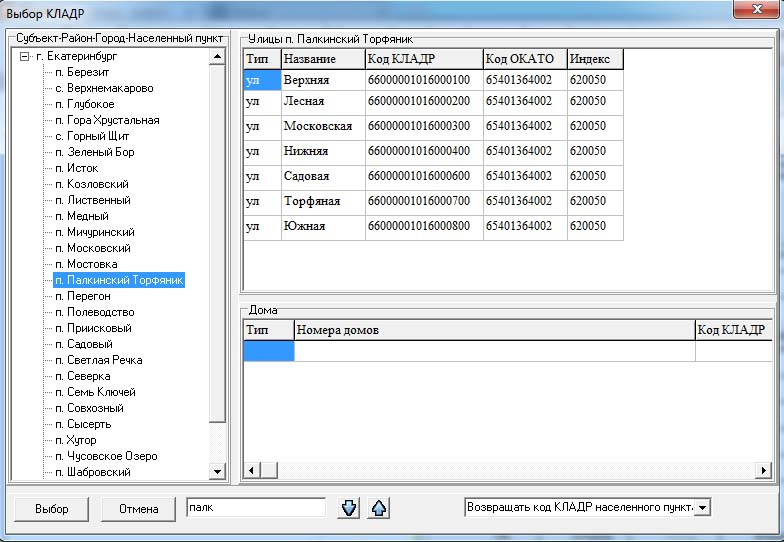 Выбор КЛАДР
Субъект-Район-Город-Населенный пункт
г. Екатеринбург
п. Березит
с. Верхнемакарово
п. Глубокое
п. Гора Хрустальная
с. Горный Щит
п. Зеленый Бор
п. Исток
п. Козловский
п. Лиственный
п. Медный
п. Мичуринский
п. Московский
п. Мостовка
п. Палкинский Торфяник
п. Перегон
п. Полеводство
п. Приисковый
п. Садовый
п. Светлая Речка
п. Северка
п. Семь Ключей
п. Совхозный
п. Сысерть
п. Хутор
п. Чусовское Озеро
п. Шабровский
Улицы п. Палкинский Торфяник
Тип Название Код КЛАДР Код ОКАТО Индекс
ул Верхняя 66000001016000100 65401364002 620050
ул Лесная 66000001016000200 65401364002 620050
ул Московская 66000001016000300 65401364002 620050
ул Нижняя 66000001016000400 65401364002 620050
ул Садовая 66000001016000600 65401364002 620050
ул Торфяная 66000001016000700 65401364002 620050
ул Южная 66000001016000800 65401364002 620050
Дома
Тип Номера домов Код КЛАДР
Выбор Отмена палк Возвращать код КЛАДР населенного пункт